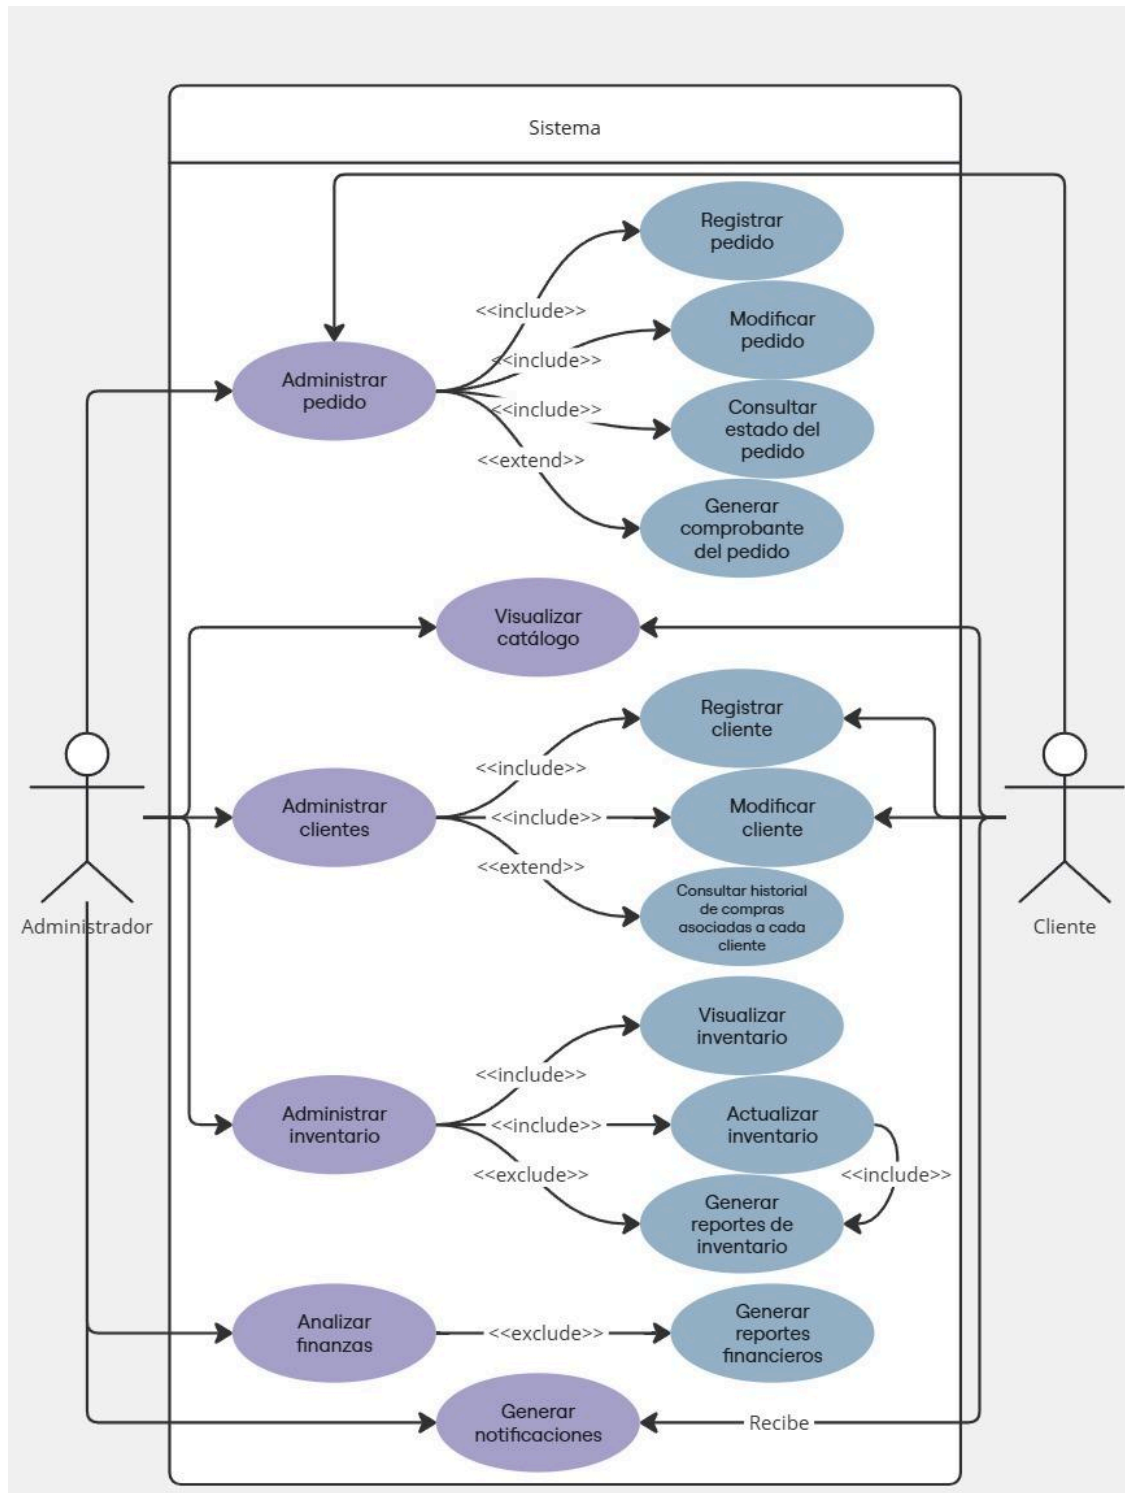 Sistema
Registrar
pedido
<<include>>
Modificar
pedido
<<include>>
Administrar
pedido
Consultar
estado del
pedido
<<include>>
<<extend>>
Generar
comprobante
del pedido
Visualizar
catálogo
Registrar
cliente
<<include>>
Administrar
clientes
<<include>>
Modificar
cliente
<<extend>>
Consultar historial
de compras
asociadas a cada
cliente
Administrador
Cliente
Visualizar
inventario
<<include>>
Administrar
inventario
<<include>>
Actualizar
inventario
<<exclude>>
<<include>>
Generar
reportes de
inventario
Analizar
finanzas
<<exclude>>
Generar
reportes
financieros
Generar
notificaciones
Recibe